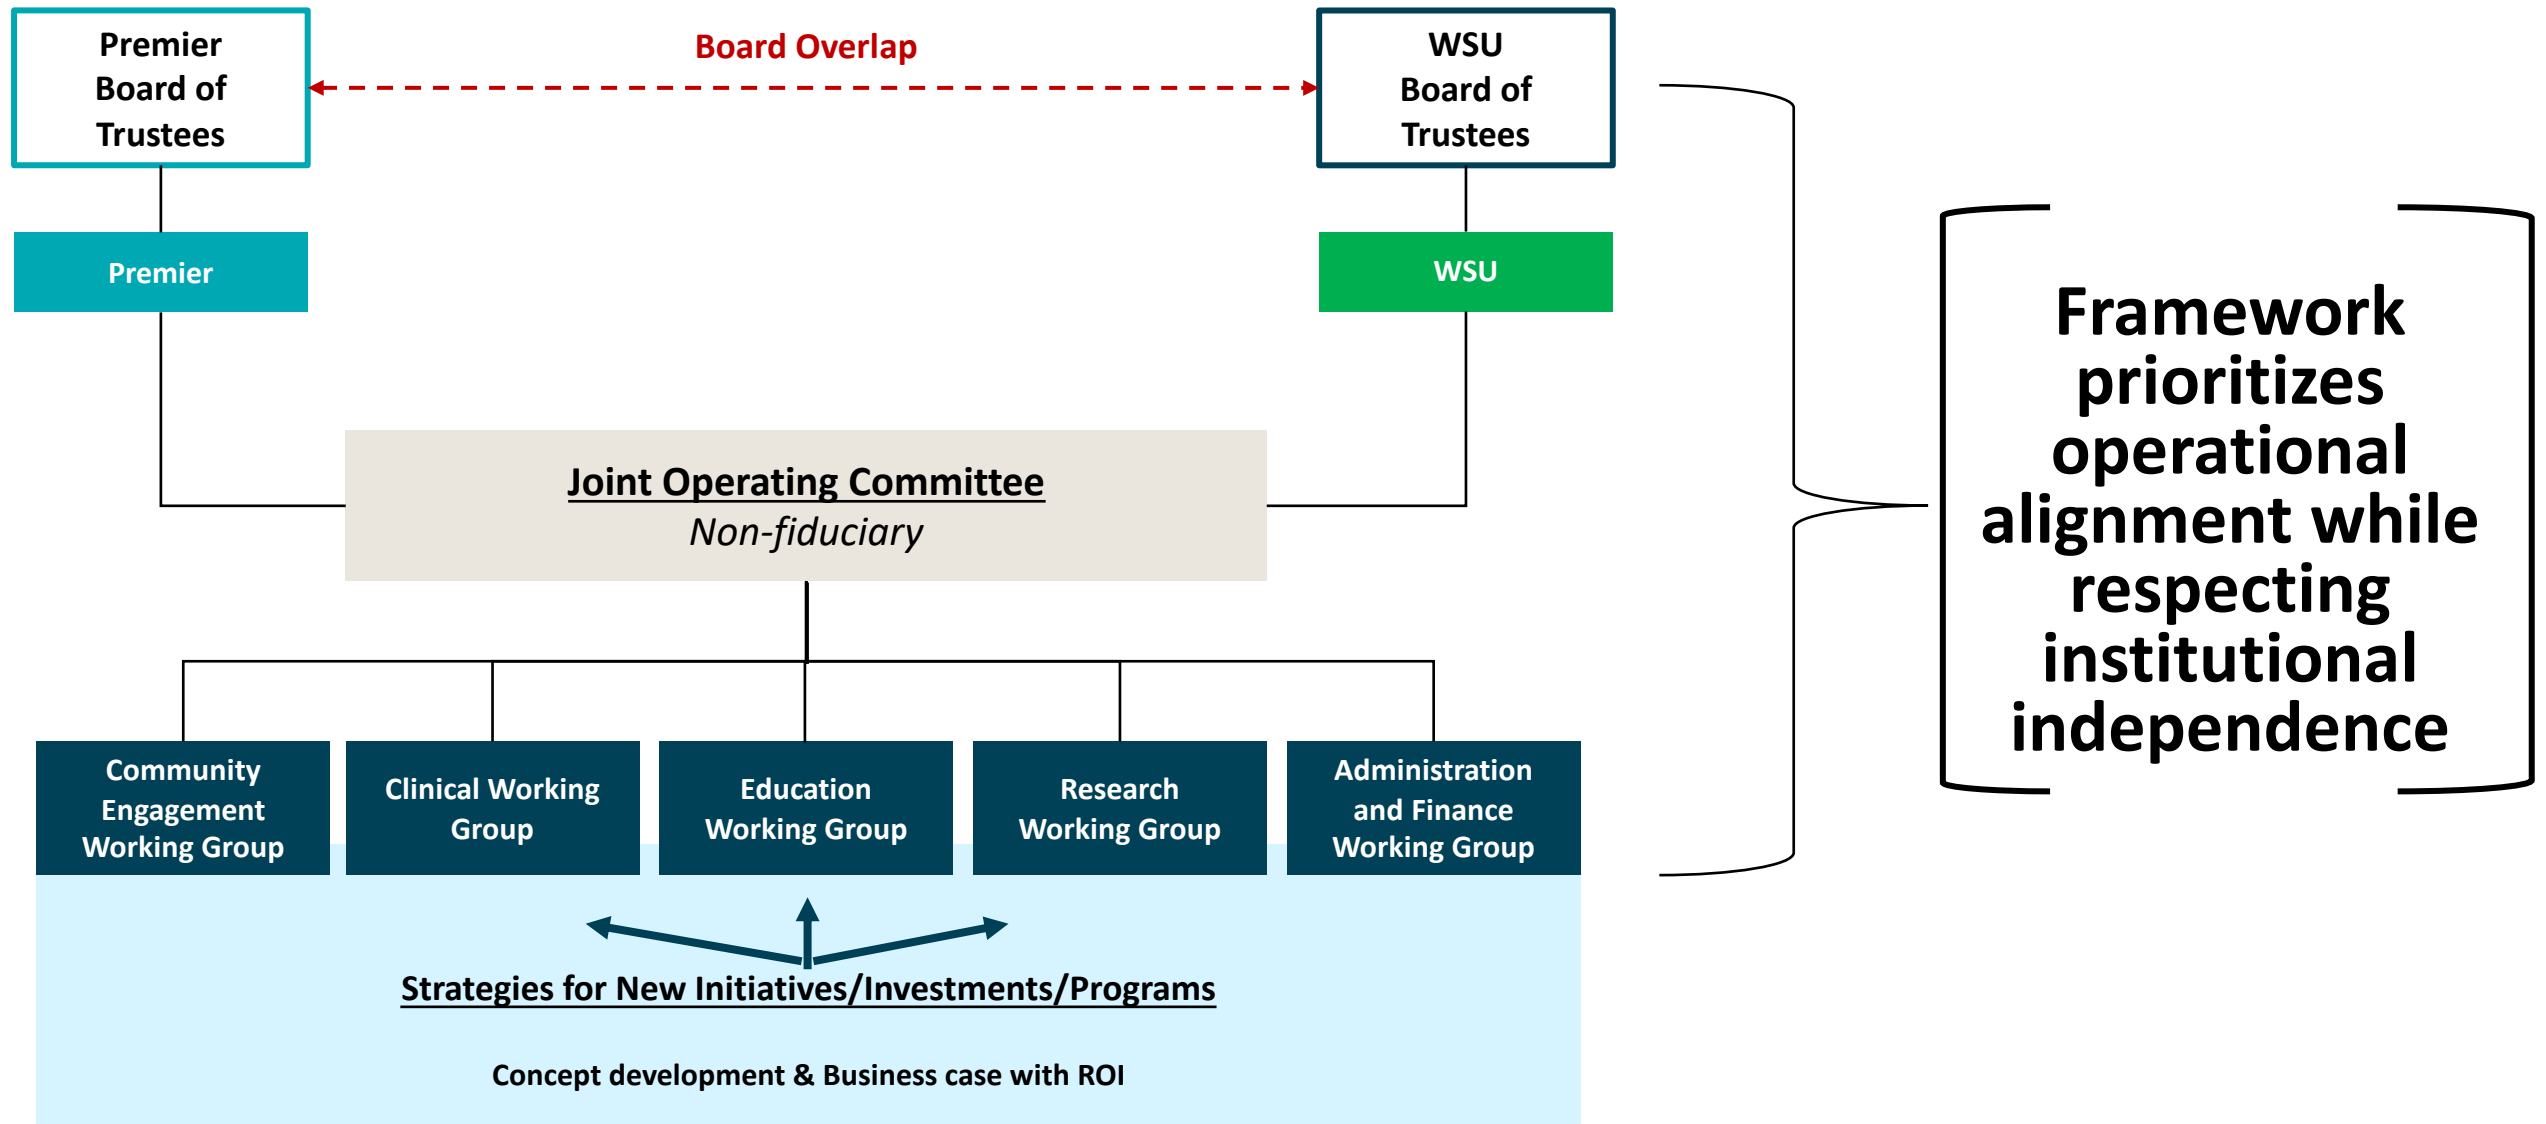 Premier
Board of
Trustees
Board Overlap
WSU
Board of
Trustees
Premier
WSU
Joint Operating Committee
Non-fiduciary
Community
Engagement
Working Group
Clinical Working
Group
Education
Working Group
Research
Working Group
Administration
and Finance
Working Group
Strategies for New Initiatives/Investments/Programs
Concept development & Business case with ROI
Framework
prioritizes
operational
alignment while
respecting
institutional
independence